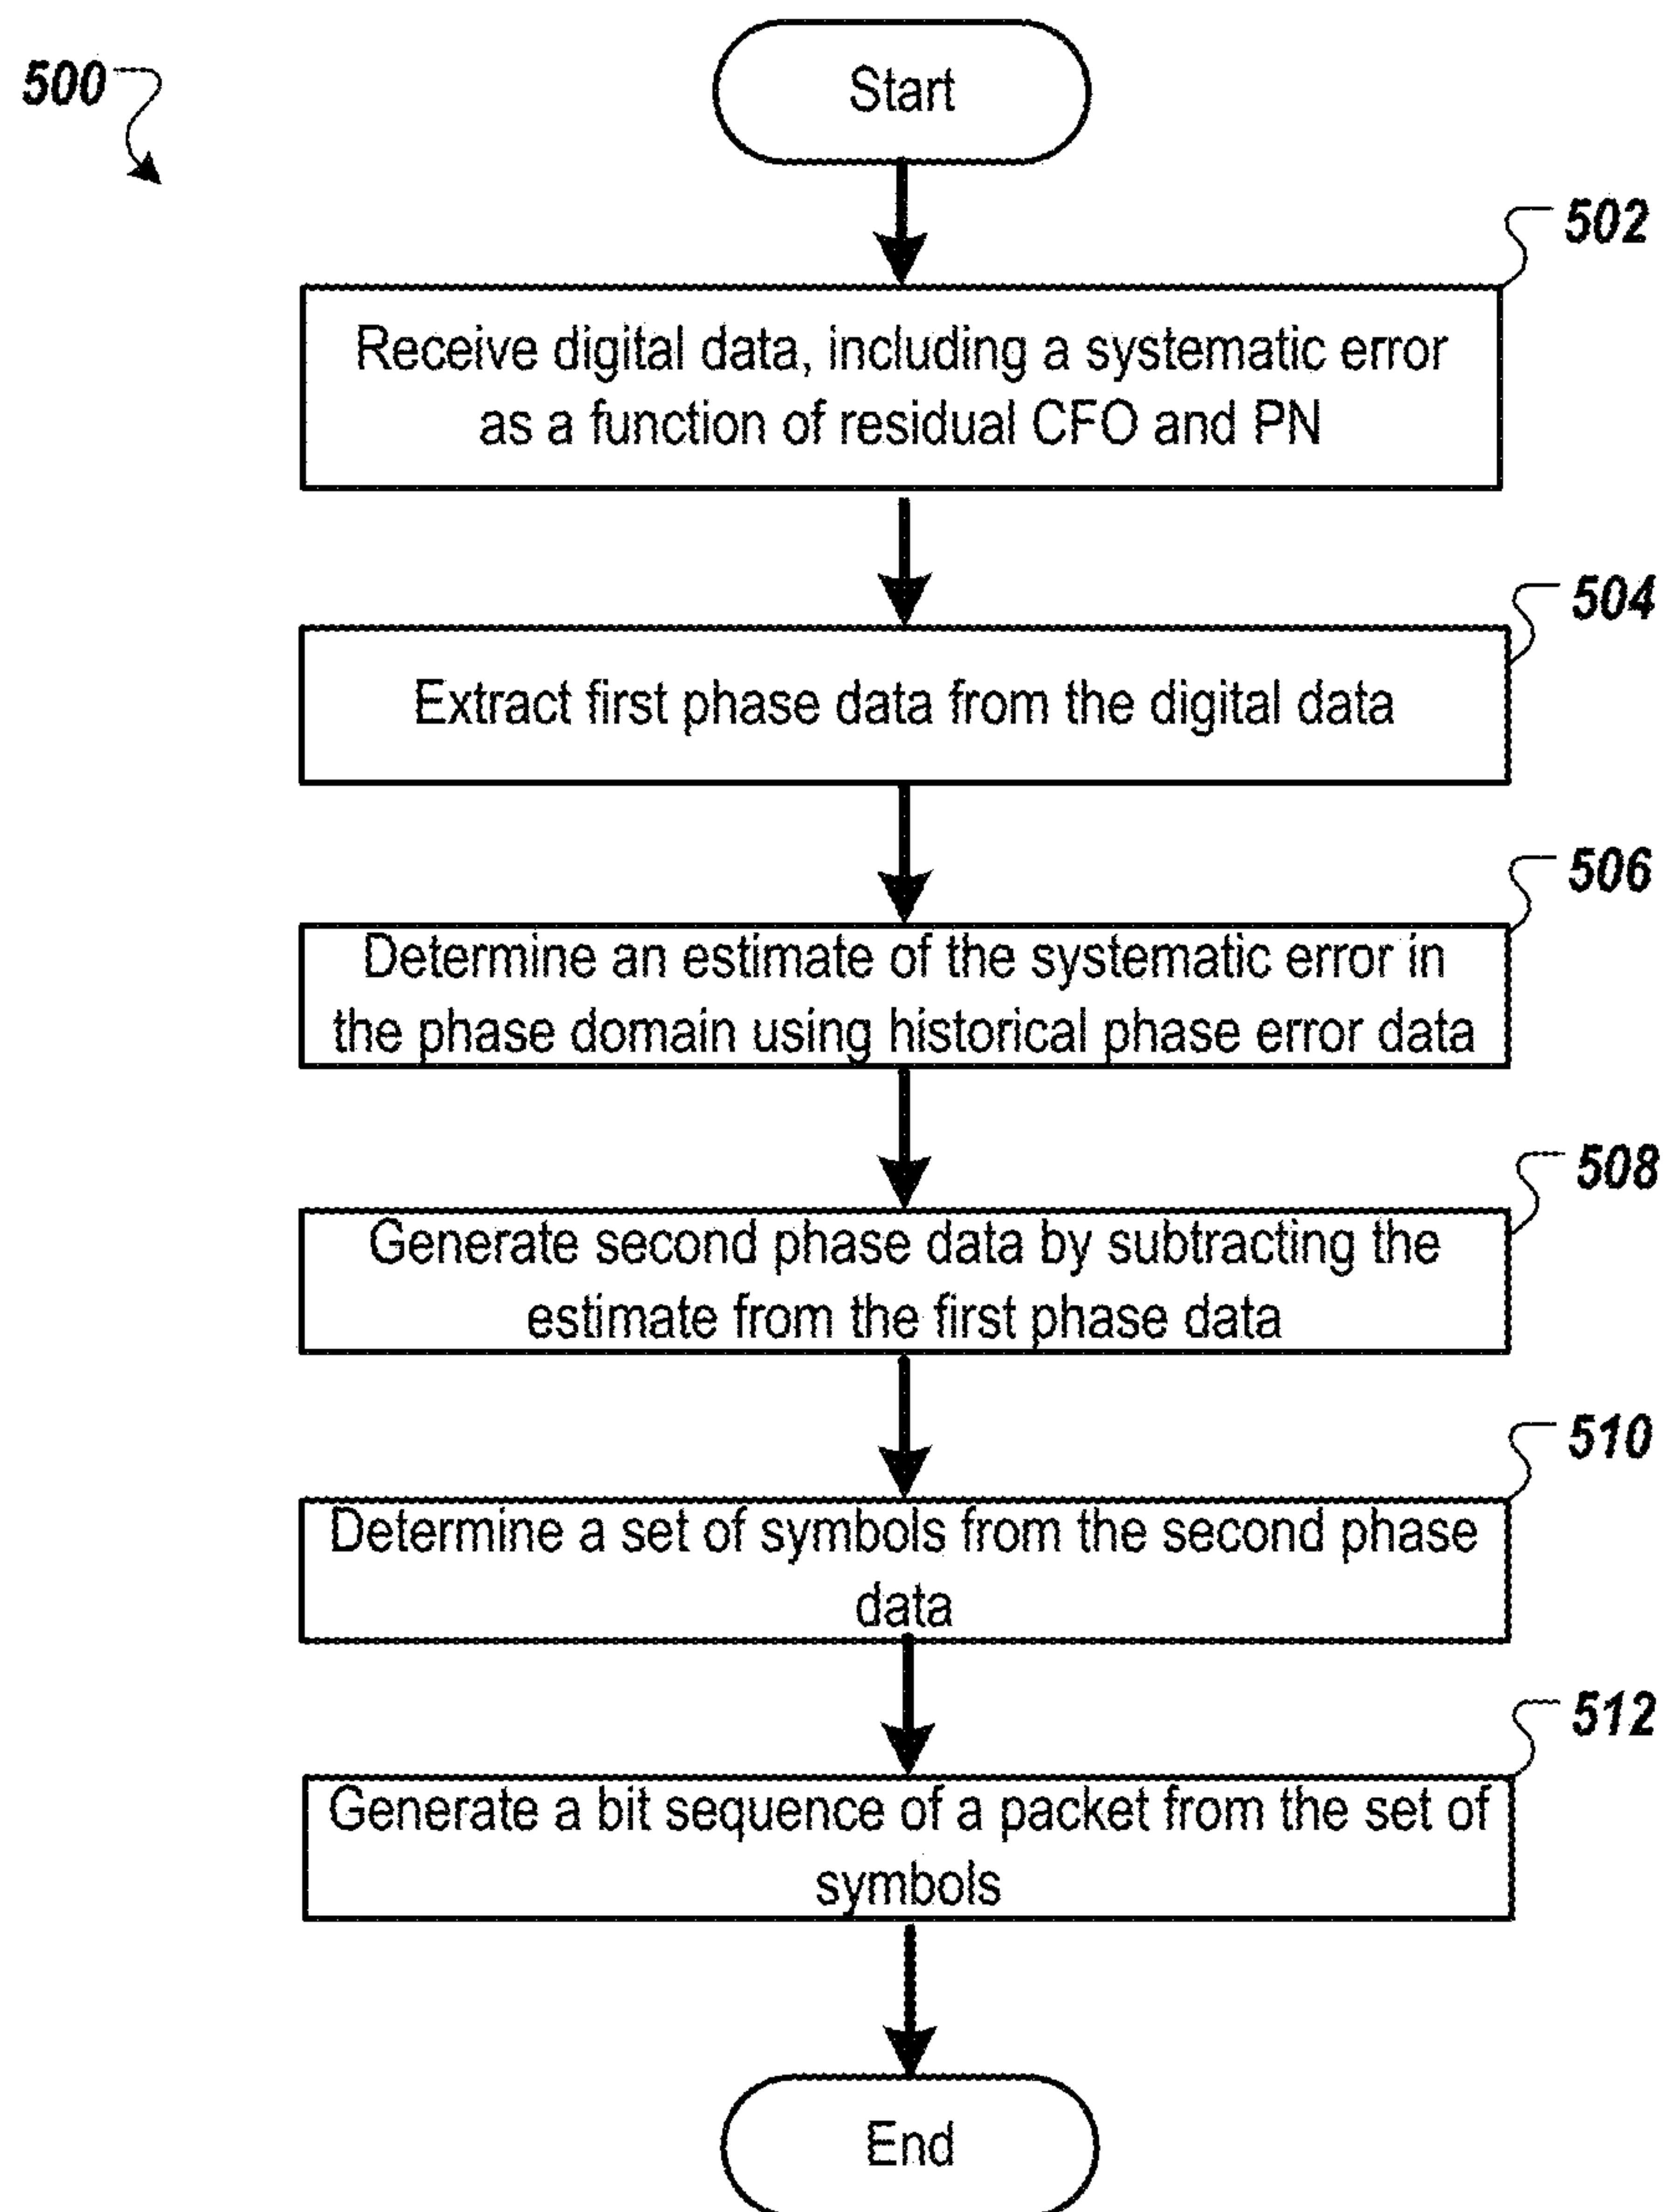 500
Start
502
Receive digital data, including a systematic error
as a function of residual CFO and PN
504
Extract first phase data from the digital data
506
Determine an estimate of the systematic error in
the phase domain using historical phase error data
508
Generate second phase data by subtracting the
estimate from the first phase data
510
Determine a set of symbols from the second phase
data
512
Generate a bit sequence of a packet from the set of
symbols
End